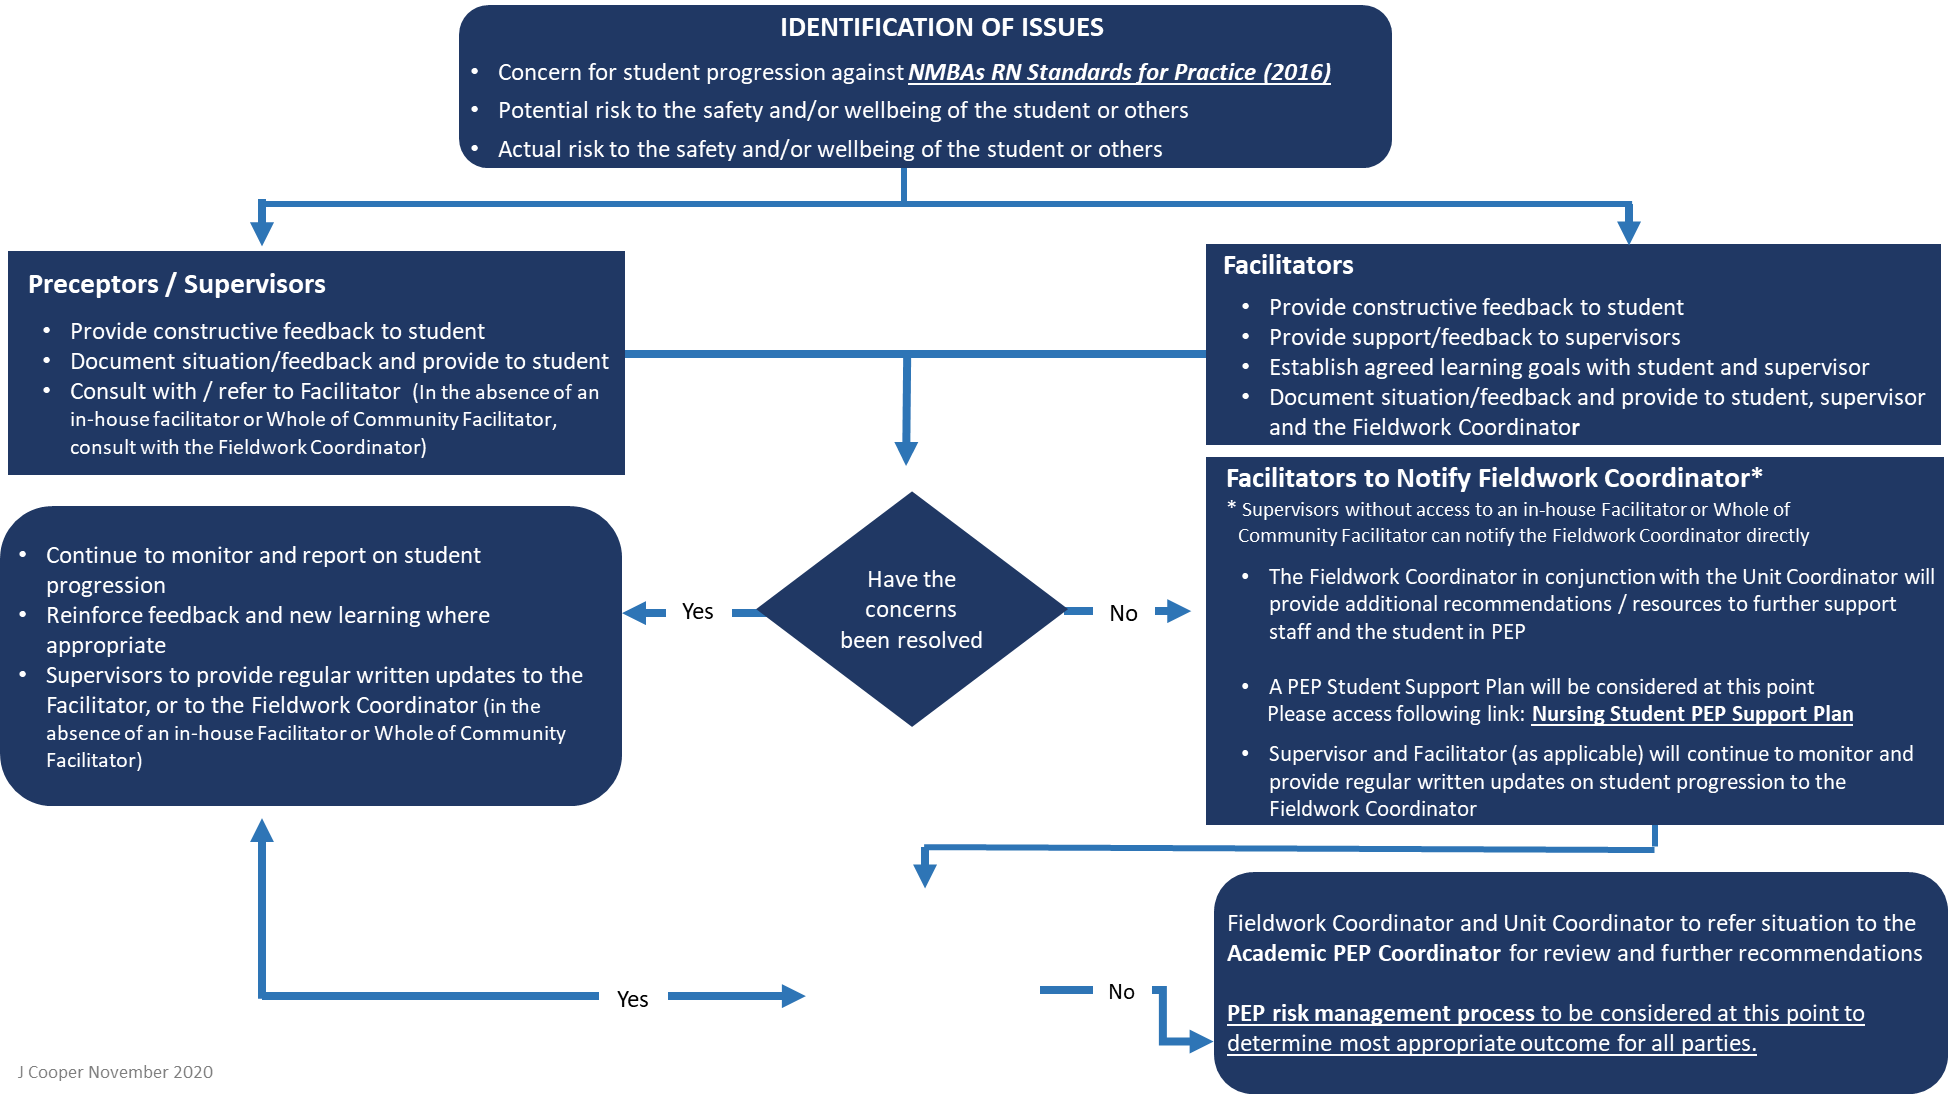 IDENTIFICATION OF ISSUES
• Concern for student progression against NMBAs RN Standards for Practice (2016)
• Potential risk to the safety and/or wellbeing of the student or others
• Actual risk to the safety and/or wellbeing of the student or others
Preceptors / Supervisors
• Provide constructive feedback to student
• Document situation/feedback and provide to student
• Consult with / refer to Facilitator (In the absence of an
in-house facilitator or Whole of Community Facilitator,
consult with the Fieldwork Coordinator)
Facilitators
• Provide constructive feedback to student
• Provide support/feedback to supervisors
• Establish agreed learning goals with student and supervisor
• Document situation/feedback and provide to student, supervisor
and the Fieldwork Coordinator
• Continue to monitor and report on student
progression
• Reinforce feedback and new learning where
appropriate
• Supervisors to provide regular written updates to the
Facilitator, or to the Fieldwork Coordinator (in the
absence of an in-house Facilitator or Whole of Community
Facilitator)
Yes
Have the
concerns
been resolved
No
Facilitators to Notify Fieldwork Coordinator*
* Supervisors without access to an in-house Facilitator or Whole of
Community Facilitator can notify the Fieldwork Coordinator directly
• The Fieldwork Coordinator in conjunction with the Unit Coordinator will
provide additional recommendations / resources to further support
staff and the student in PEP
• A PEP Student Support Plan will be considered at this point
Please access following link: Nursing Student PEP Support Plan
• Supervisor and Facilitator (as applicable) will continue to monitor and
provide regular written updates on student progression to the
Fieldwork Coordinator
Yes
No
Fieldwork Coordinator and Unit Coordinator to refer situation to the
Academic PEP Coordinator for review and further recommendations
PEP risk management process to be considered at this point to
determine most appropriate outcome for all parties.
J Cooper November 2020